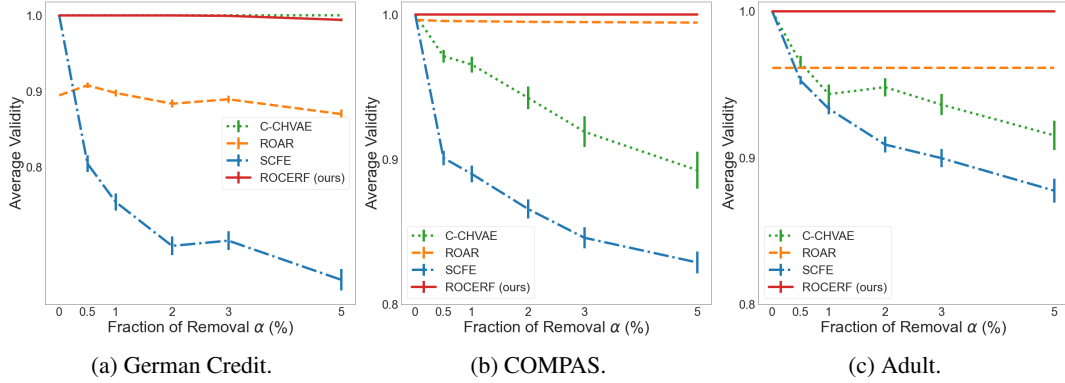 Average Validity
1.0
0.9
0.8
C-CHVAE
ROAR
SCFE
ROCERF (ours)
0 0.5 1 2 3 5
Fraction of Removal α (%)
(a) German Credit.
Average Validity
1.0
0.9
0.8
C-CHVAE
ROAR
SCFE
ROCERF (ours)
0 0.5 1 2 3 5
Fraction of Removal α (%)
(b) COMPAS.
Average Validity
1.0
0.9
0.8
C-CHVAE
ROAR
SCFE
ROCERF (ours)
0 0.5 1 2 3 5
Fraction of Removal α (%)
(c) Adult.